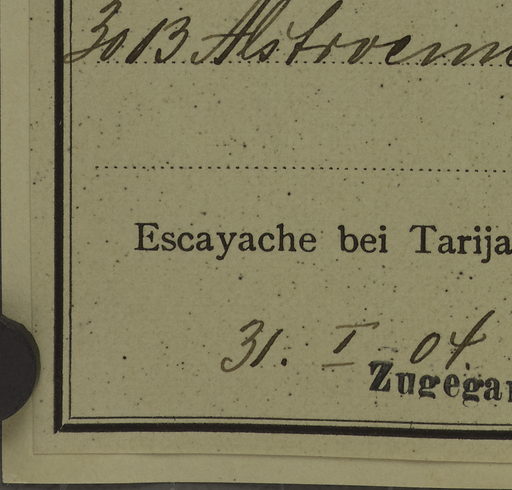 3013 Alstroem
Escayache bei Tarija
31. I 04
Zugegan